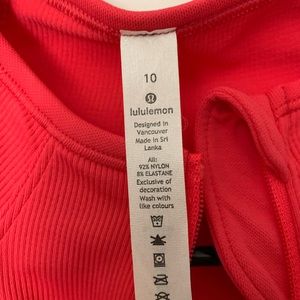 10
lululemon
Designed in
Vancouver
Made in Sri
Lanka
All:
92% NYLON
8% ELASTANE
Exclusive of
decoration
Wash with
like colours